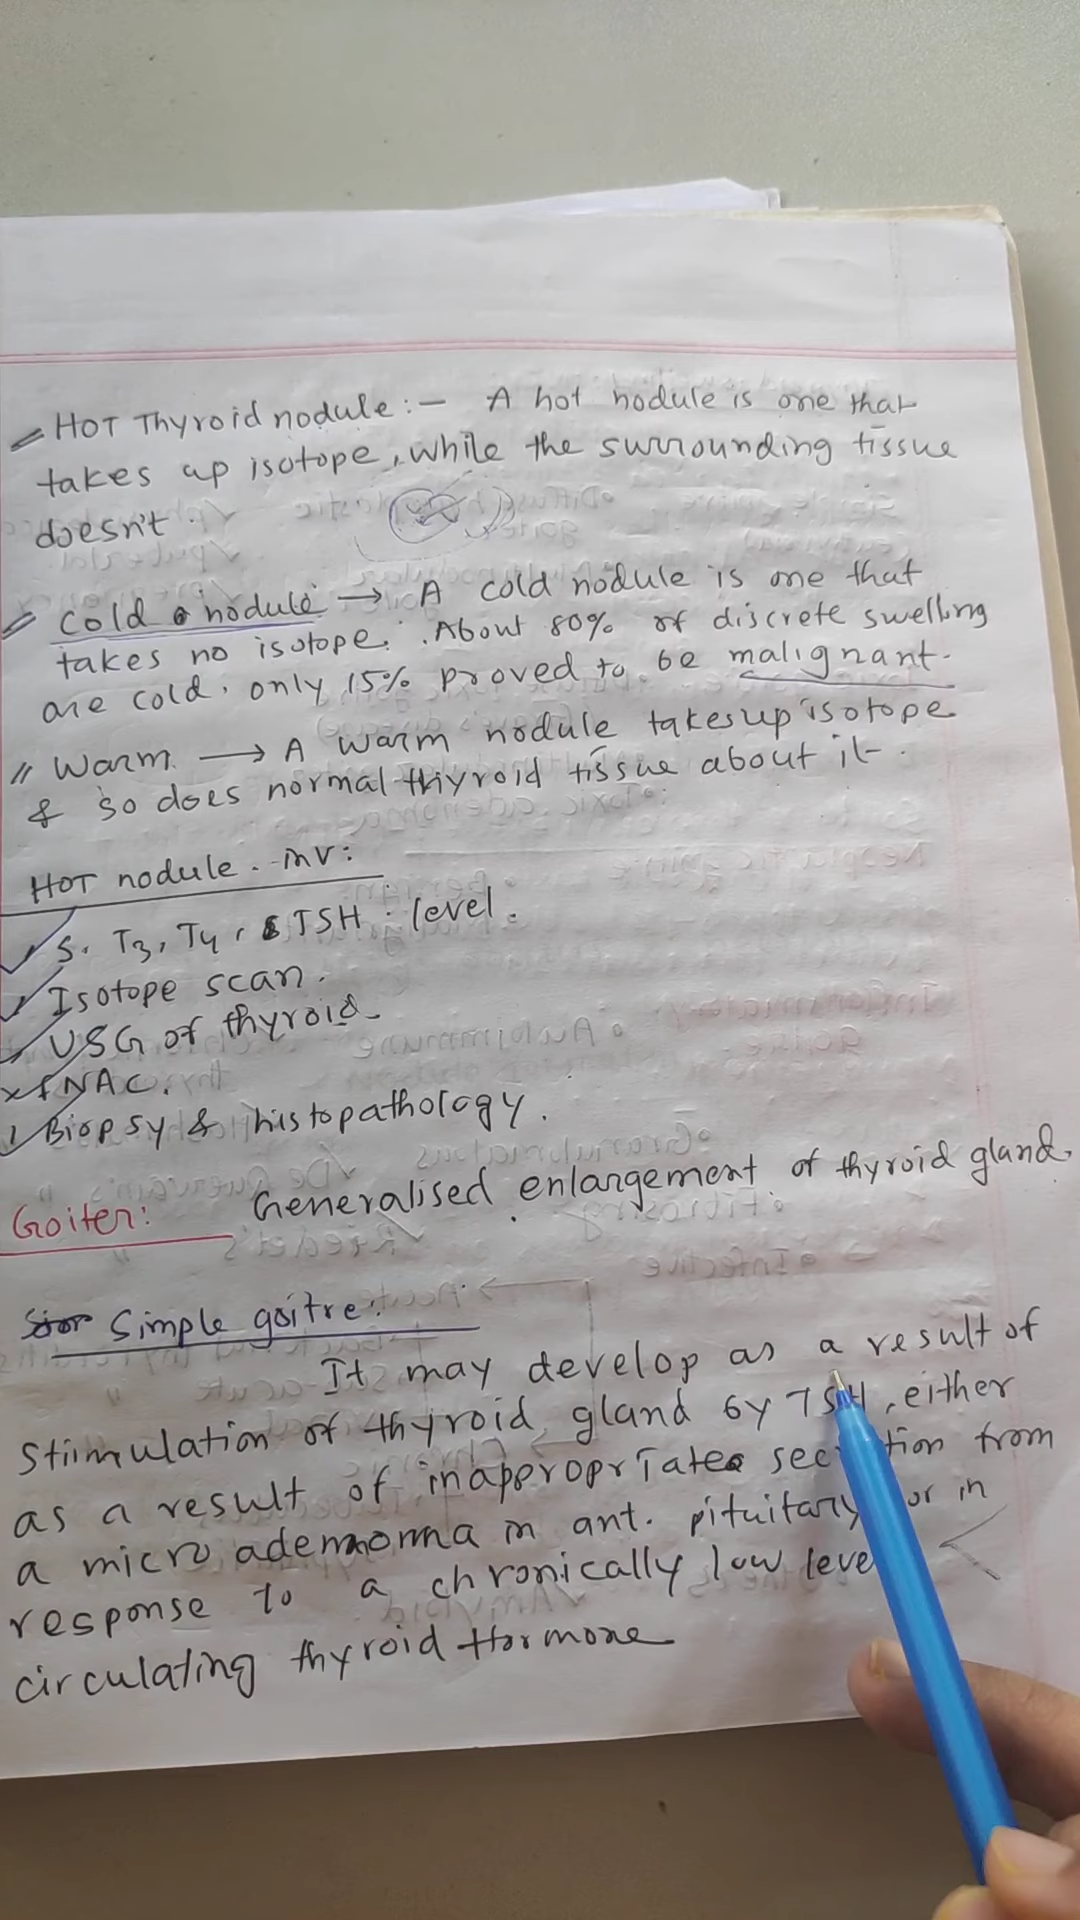 HOT Thyroid nodule :- A hot nodule is one that
takes up isotope, while the surrounding tissue
doesn't.
Cold nodule → A cold nodule is one that
takes no isotope. About 80% of discrete swelling
are cold. only 15% proved to be malignant.
Warm → A warm nodule takes up isotope
& so does normal thyroid tissue about it.
HOT nodule. inv:
S. T3, T4, TSH level.
Isotope scan.
USG of thyroid.
FNAC.
Biopsy & histopathology.
Goiter: Generalised enlargement of thyroid gland.
Simple goitre:
It may develop as a result of
stimulation of thyroid gland by TSH, either
as a result of inappropriate secretion from
a micro adenoma in ant. pituitary or in
response to a chronically low level
circulating thyroid Hormone